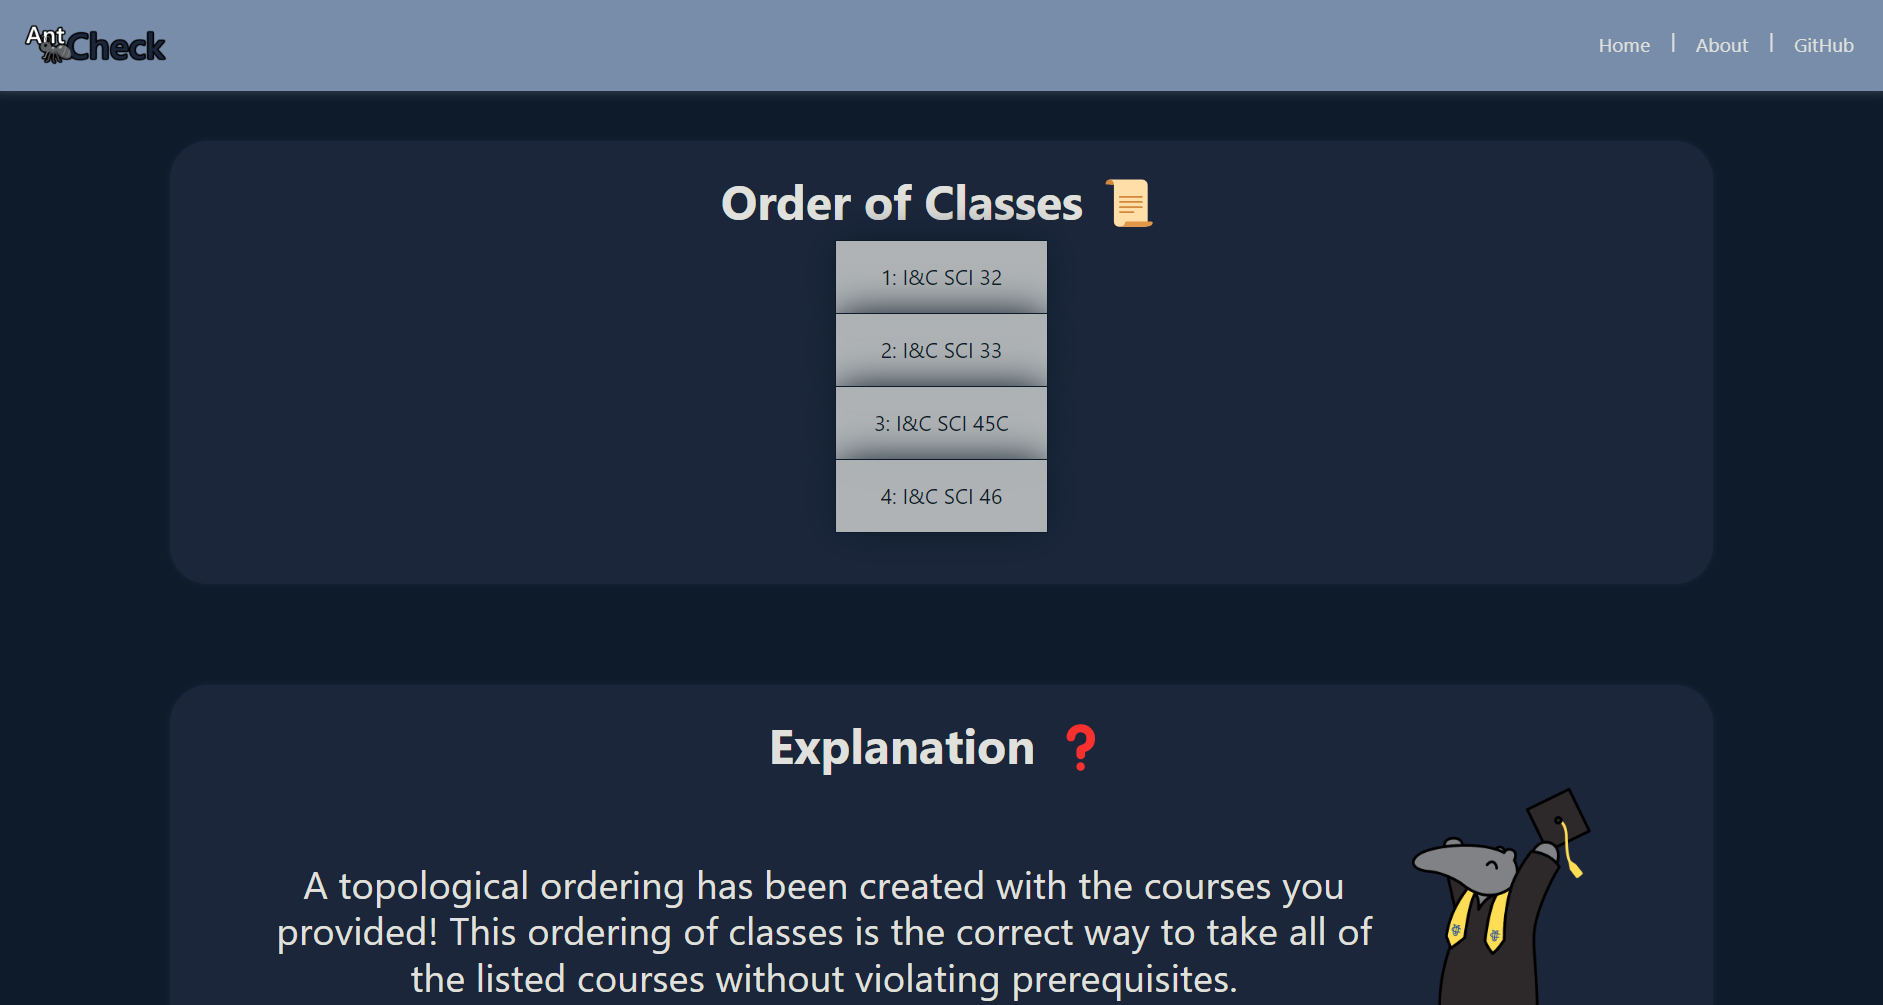 AntCheck
Home | About | GitHub
Order of Classes 📜
1: I&C SCI 32
2: I&C SCI 33
3: I&C SCI 45C
4: I&C SCI 46
Explanation ❓
A topological ordering has been created with the courses you
provided! This ordering of classes is the correct way to take all of
the listed courses without violating prerequisites.